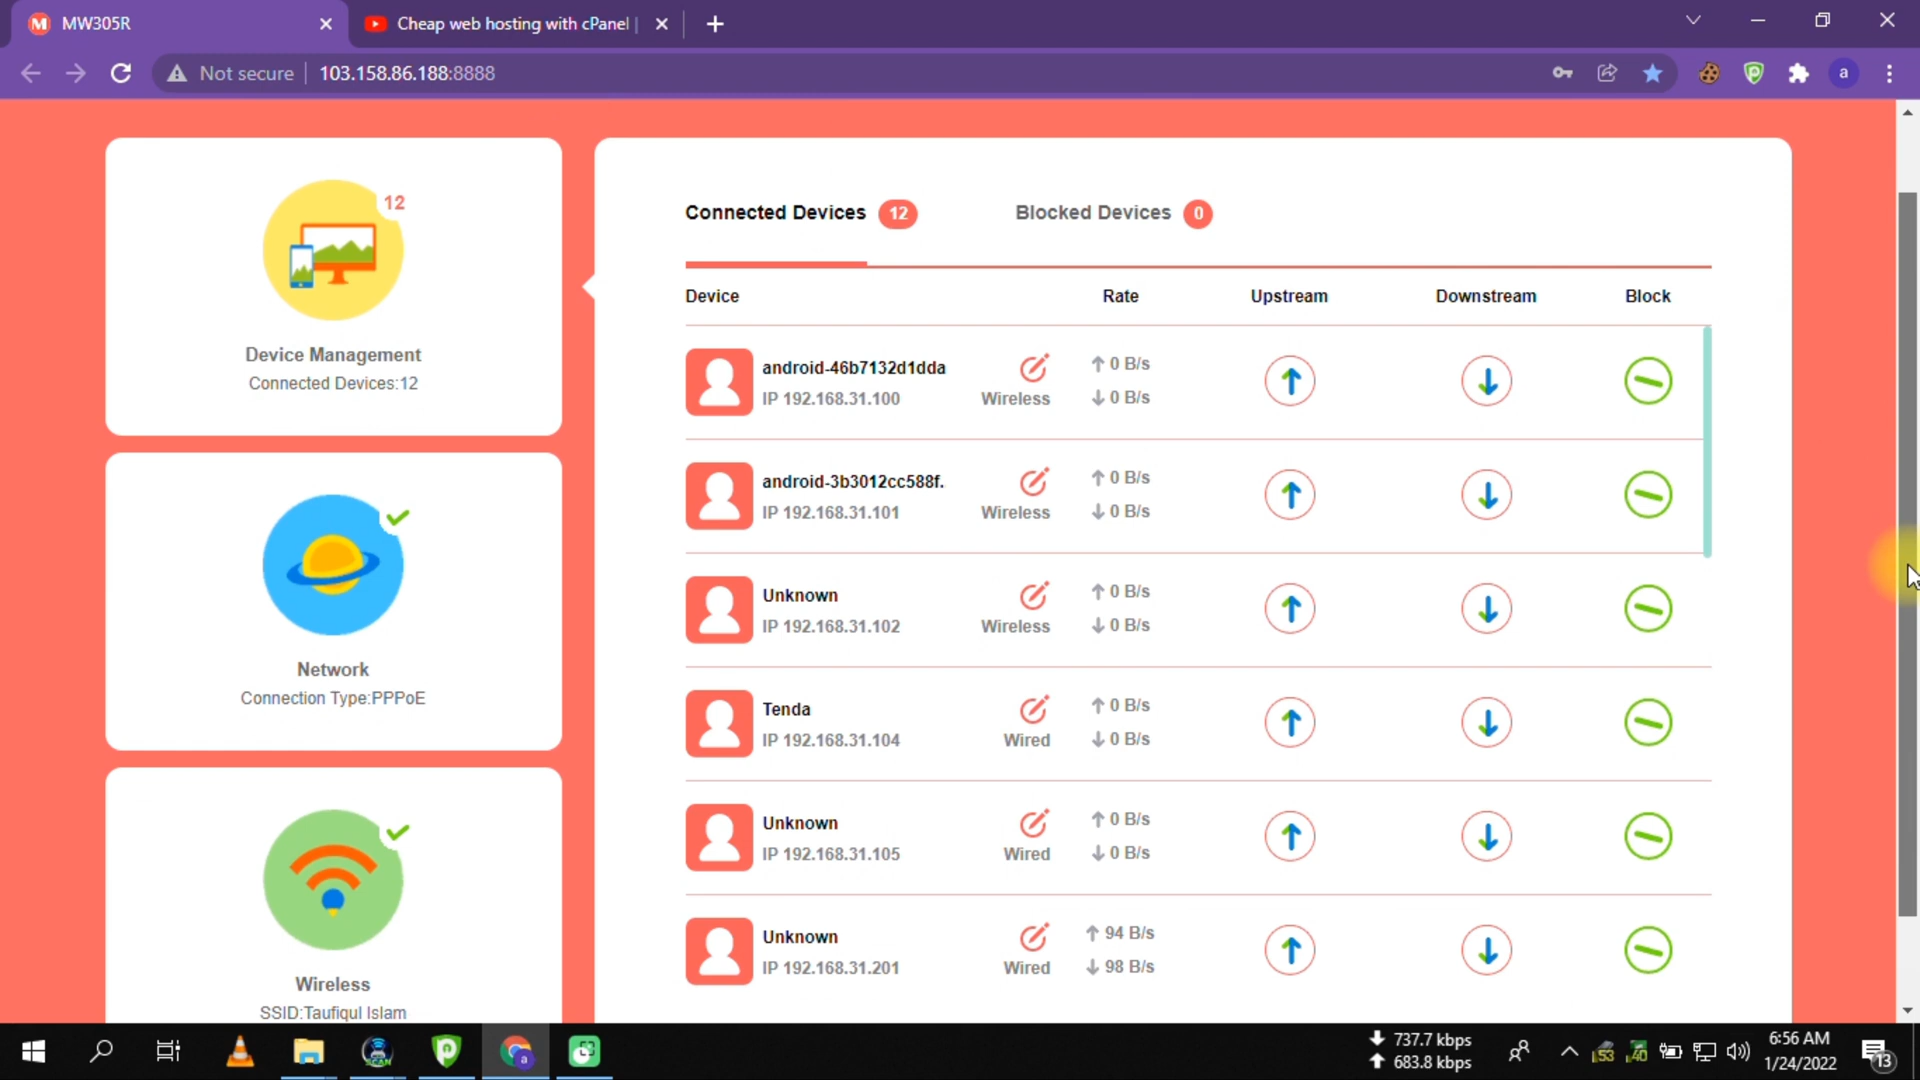 MW305R
Cheap web hosting with cPanel
Not secure
103.158.86.188:8888
a
12
Device Management
Connected Devices:12
Network
Connection Type:PPPoE
Wireless
SSID:Taufiqul Islam
Connected Devices 12
Blocked Devices 0
Device Rate Upstream Downstream Block
android-46b7132d1dda
IP 192.168.31.100
Wireless
0 B/s
0 B/s
android-3b3012cc588f.
IP 192.168.31.101
Wireless
0 B/s
0 B/s
Unknown
IP 192.168.31.102
Wireless
0 B/s
0 B/s
Tenda
IP 192.168.31.104
Wired
0 B/s
0 B/s
Unknown
IP 192.168.31.105
Wired
0 B/s
0 B/s
Unknown
IP 192.168.31.201
Wired
94 B/s
98 B/s
SCAN
a
737.7 kbps
683.8 kbps
53
40
6:56 AM
1/24/2022
13